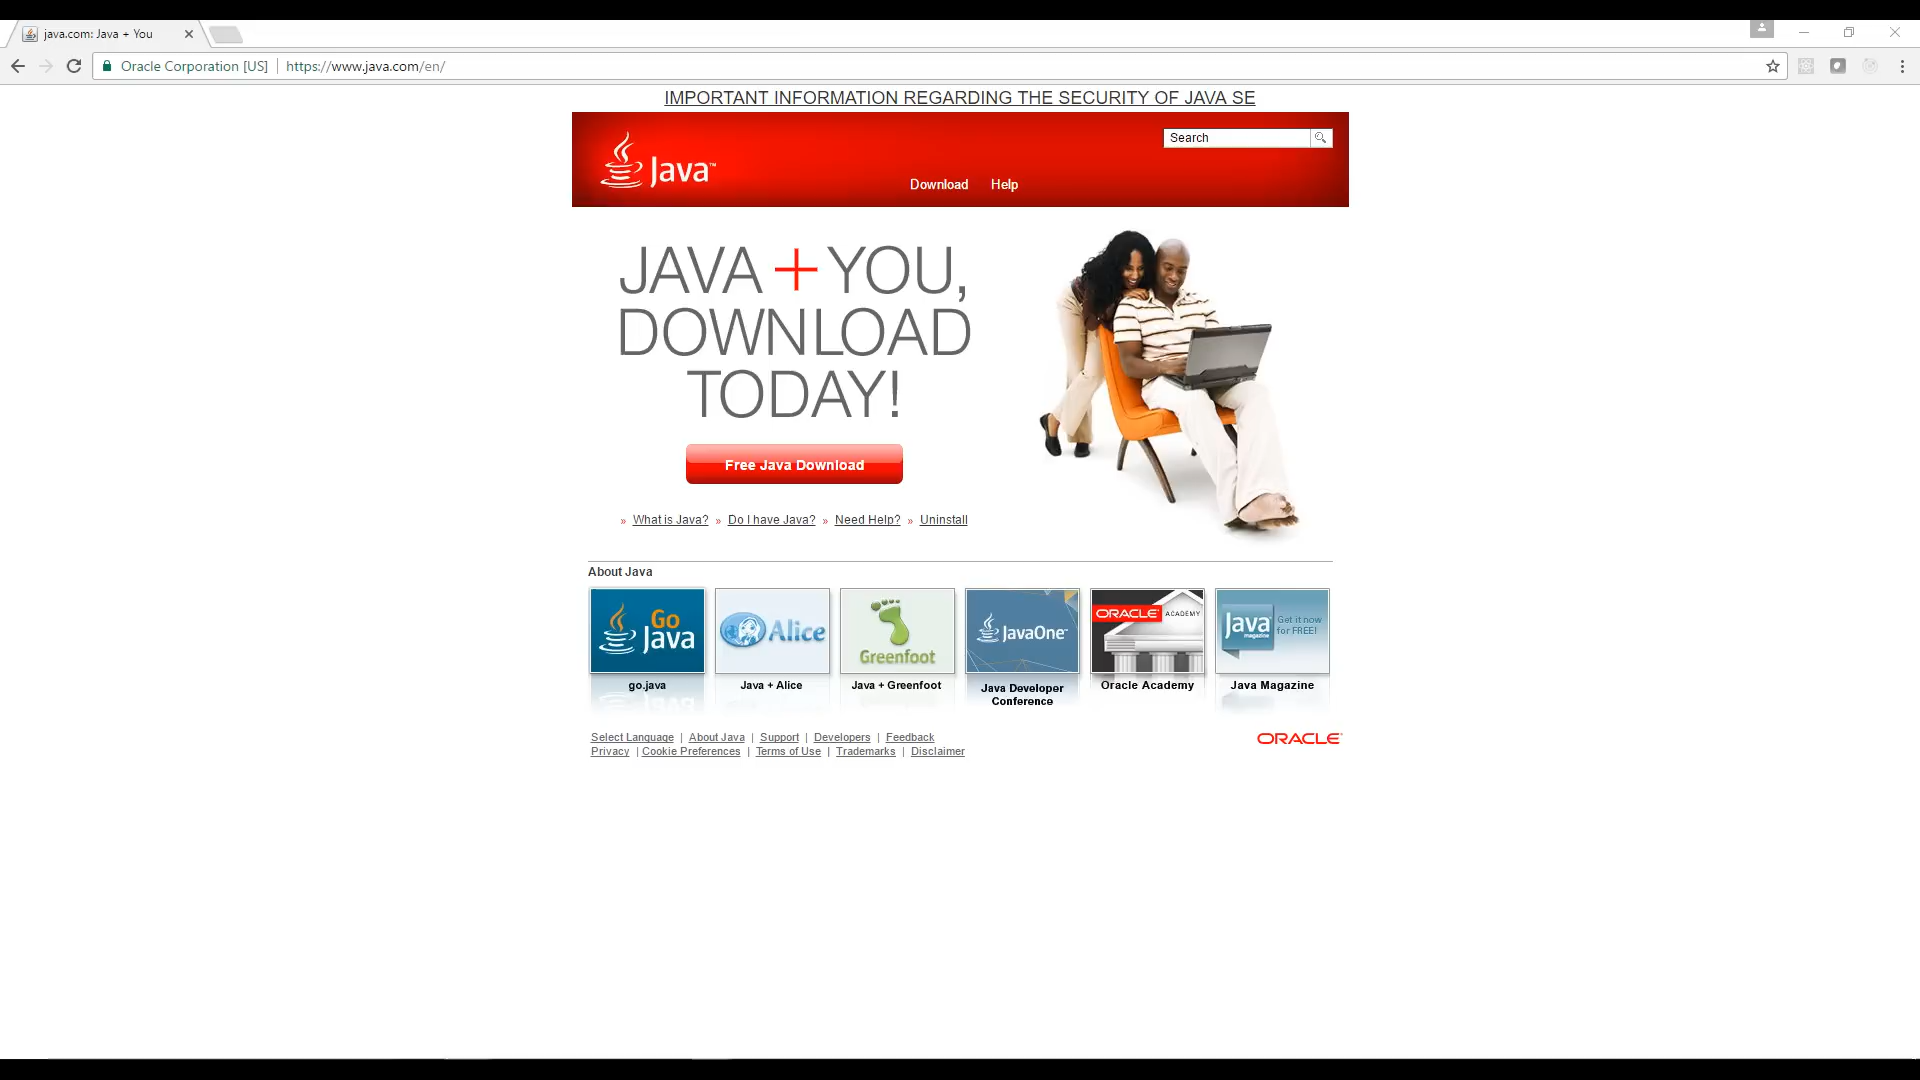 java.com: Java + You
Oracle Corporation [US] https://www.java.com/en/
IMPORTANT INFORMATION REGARDING THE SECURITY OF JAVA SE
Search
Java™
Download Help
JAVA + YOU,
DOWNLOAD
TODAY!
Free Java Download
» What is Java? » Do I have Java? » Need Help? » Uninstall
About Java
Go
Java
Alice
Greenfoot
JavaOne™
ORACLE ACADEMY
Java magazine
Get it now
for FREE!
go.java
Java + Alice
Java + Greenfoot
Java Developer
Conference
Oracle Academy
Java Magazine
Select Language | About Java | Support | Developers | Feedback
Privacy | Cookie Preferences | Terms of Use | Trademarks | Disclaimer
ORACLE